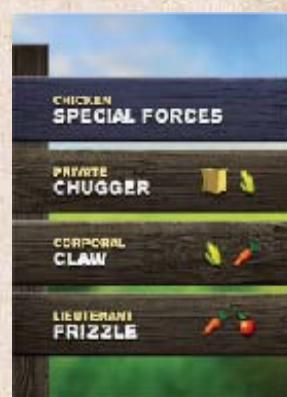 CHICKEN
SPECIAL FORCES
PRIVATE
CHUGGER
CORPORAL
CLAW
LIEUTENANT
FRIZZLE